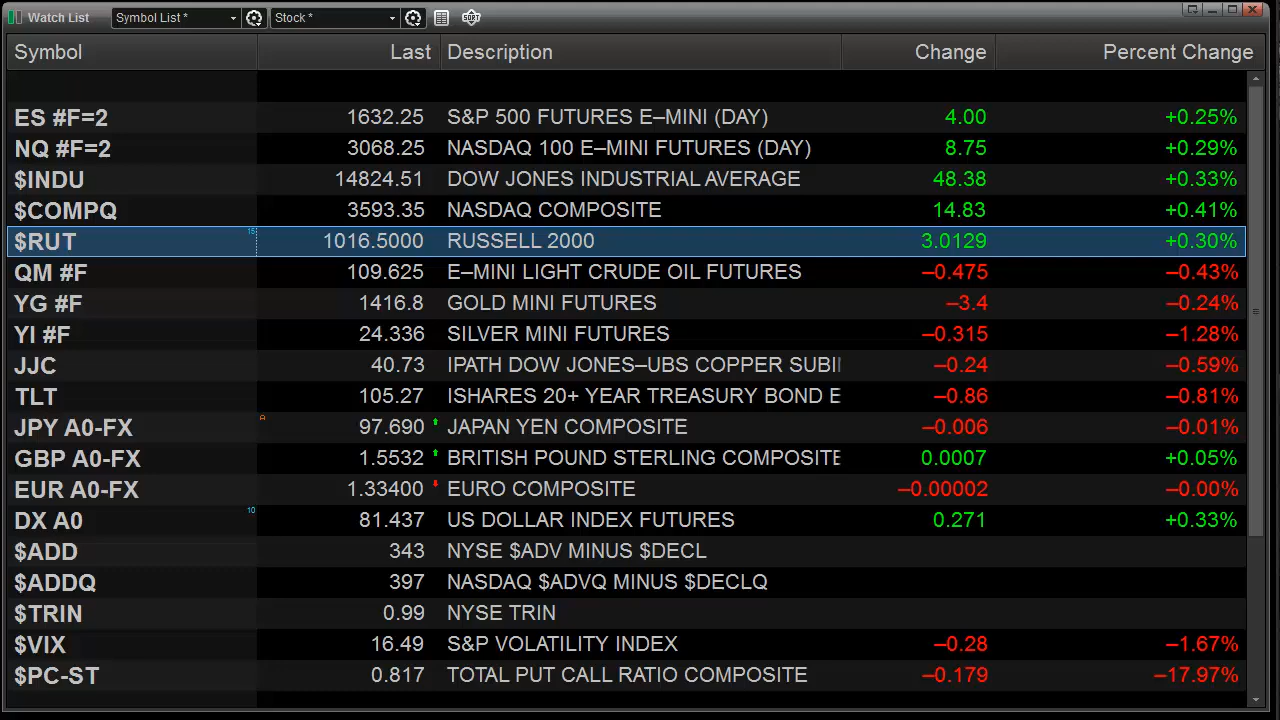 Watch List Symbol List * Stock * SORT
Symbol Last Description Change Percent Change
ES #F=2 1632.25 S&P 500 FUTURES E–MINI (DAY) 4.00 +0.25%
NQ #F=2 3068.25 NASDAQ 100 E–MINI FUTURES (DAY) 8.75 +0.29%
$INDU 14824.51 DOW JONES INDUSTRIAL AVERAGE 48.38 +0.33%
$COMPQ 3593.35 NASDAQ COMPOSITE 14.83 +0.41%
$RUT 15 1016.5000 RUSSELL 2000 3.0129 +0.30%
QM #F 109.625 E–MINI LIGHT CRUDE OIL FUTURES –0.475 –0.43%
YG #F 1416.8 GOLD MINI FUTURES –3.4 –0.24%
YI #F 24.336 SILVER MINI FUTURES –0.315 –1.28%
JJC 40.73 IPATH DOW JONES–UBS COPPER SUBI –0.24 –0.59%
TLT 105.27 ISHARES 20+ YEAR TREASURY BOND E –0.86 –0.81%
JPY A0-FX 97.690 JAPAN YEN COMPOSITE –0.006 –0.01%
GBP A0-FX 1.5532 BRITISH POUND STERLING COMPOSITE 0.0007 +0.05%
EUR A0-FX 1.33400 EURO COMPOSITE –0.00002 –0.00%
DX A0 10 81.437 US DOLLAR INDEX FUTURES 0.271 +0.33%
$ADD 343 NYSE $ADV MINUS $DECL
$ADDQ 397 NASDAQ $ADVQ MINUS $DECLQ
$TRIN 0.99 NYSE TRIN
$VIX 16.49 S&P VOLATILITY INDEX –0.28 –1.67%
$PC-ST 0.817 TOTAL PUT CALL RATIO COMPOSITE –0.179 –17.97%